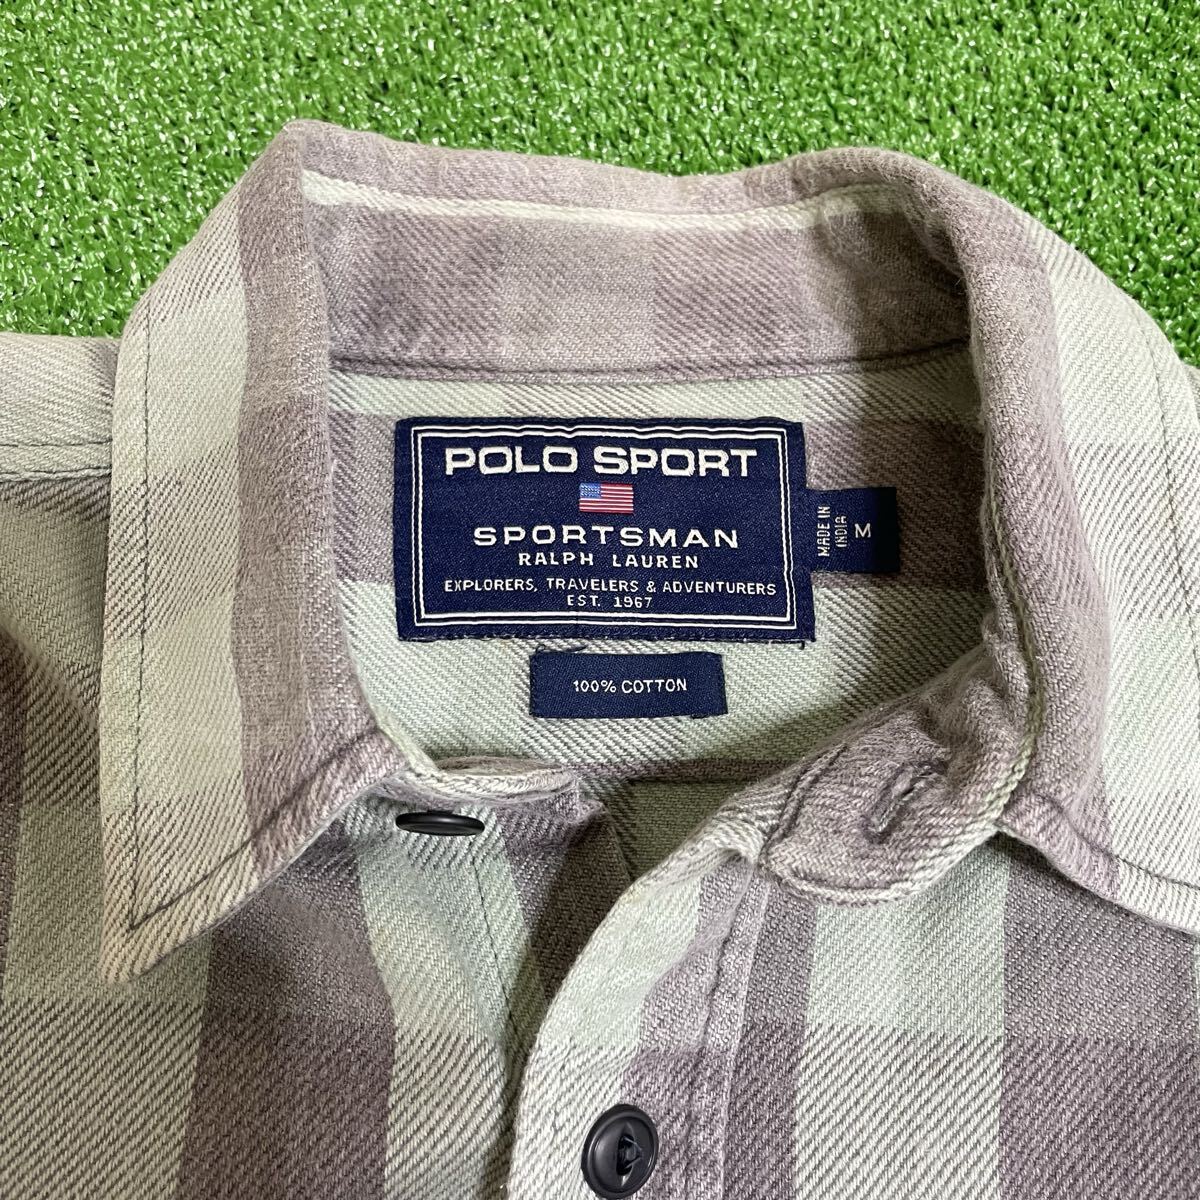 POLO SPORT
SPORTSMAN
RALPH LAUREN
EXPLORERS, TRAVELERS & ADVENTURERS
EST. 1967
MADE IN
INDIA
M
100% COTTON